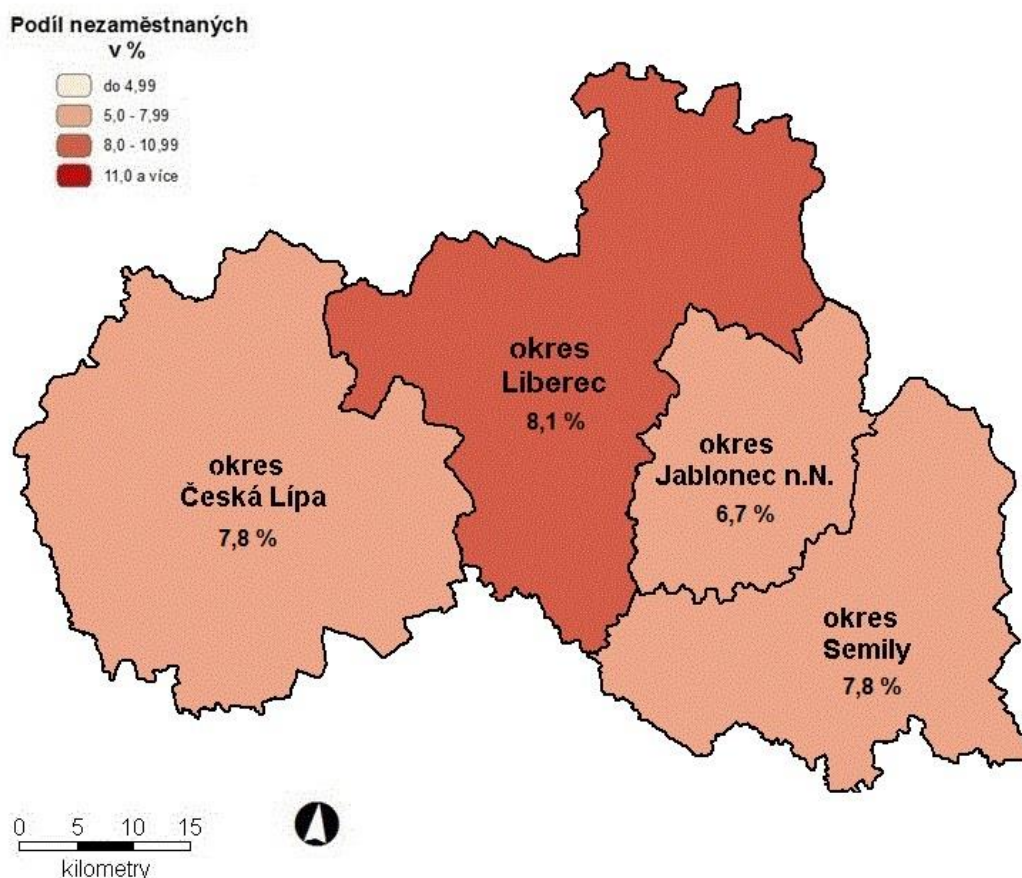 Podíl nezaměstnaných
v %
do 4,99
5,0 - 7,99
8,0 - 10,99
11,0 a více
okres
Liberec
8,1 %
okres
Jablonec n.N.
6,7 %
okres
Česká Lípa
7,8 %
okres
Semily
7,8 %
0 5 10 15
kilometry